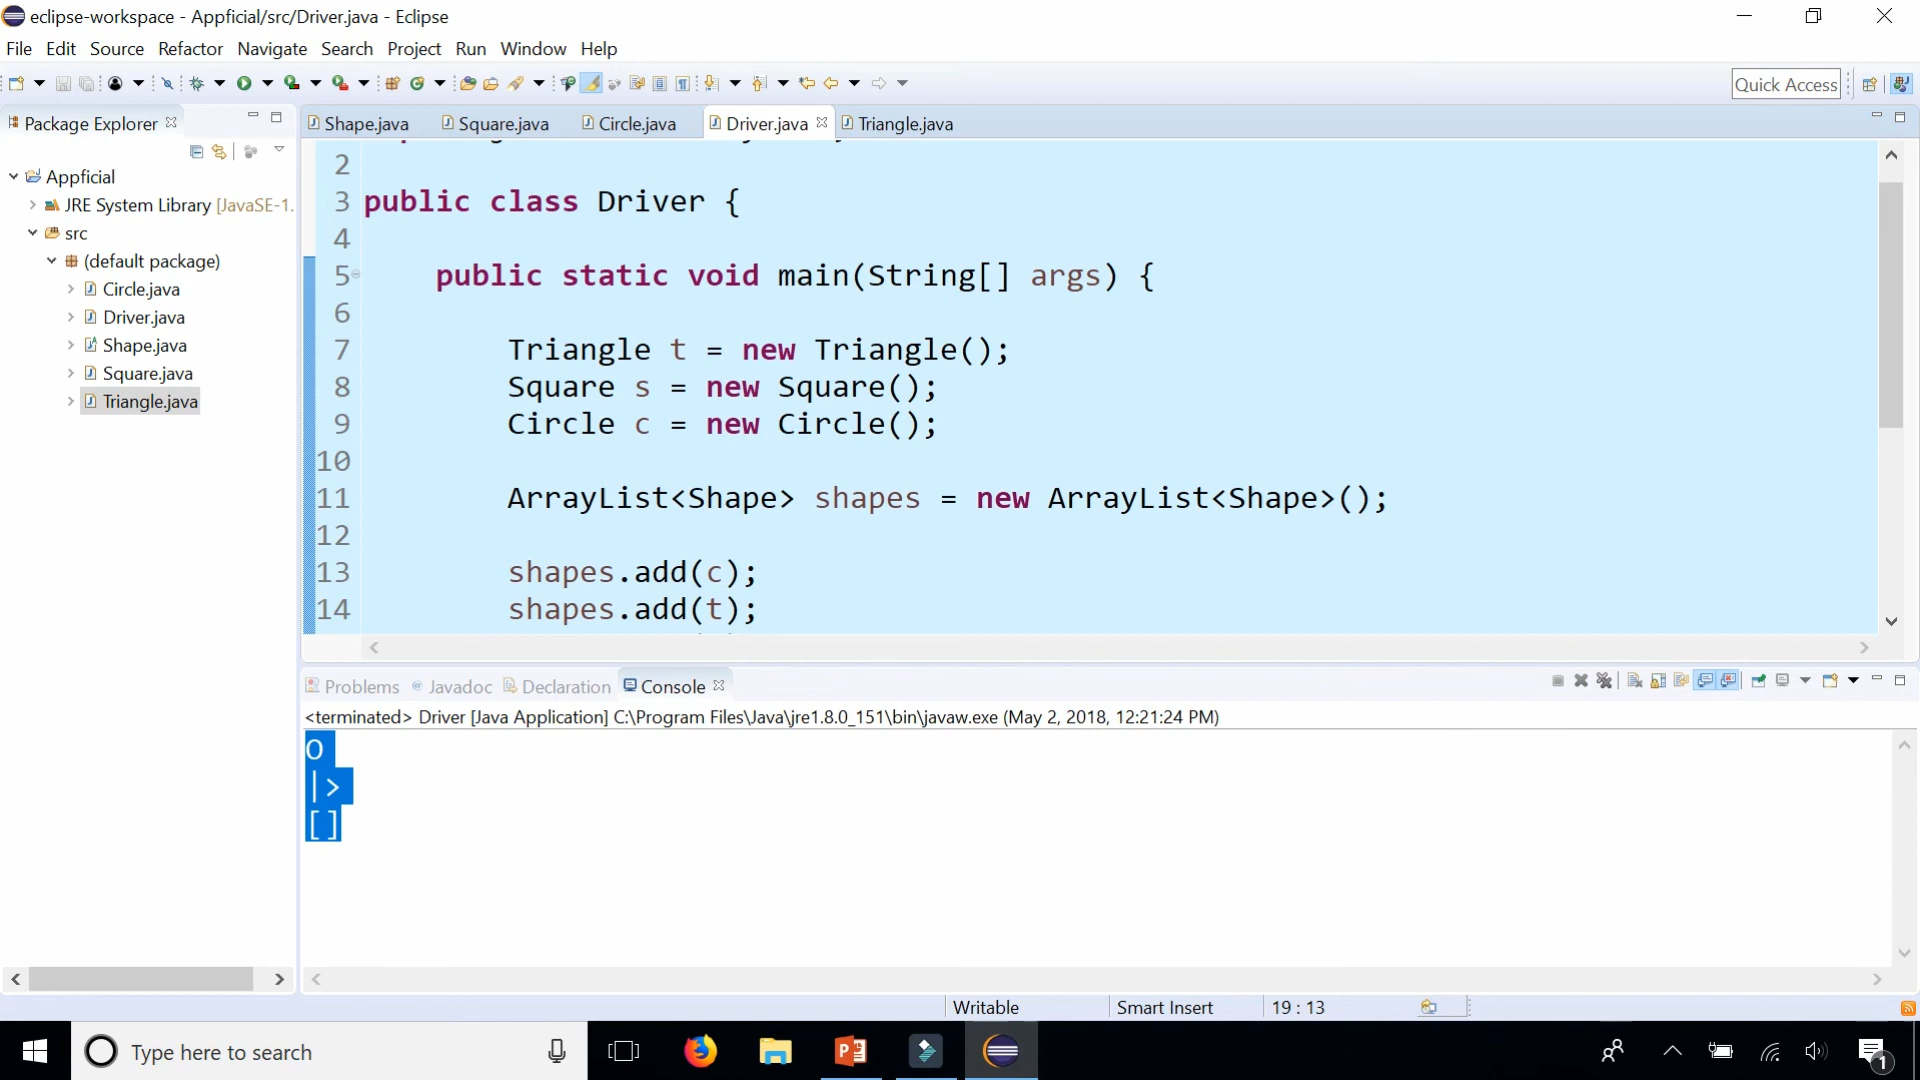 eclipse-workspace - Appficial/src/Driver.java - Eclipse
File Edit Source Refactor Navigate Search Project Run Window Help
Quick Access
Package Explorer
Shape.java Square.java Circle.java Driver.java Triangle.java
Appficial
JRE System Library [JavaSE-1.
src
(default package)
Circle.java
Driver.java
Shape.java
Square.java
Triangle.java
2
3 public class Driver {
4
5 public static void main(String[] args) {
6
7 Triangle t = new Triangle();
8 Square s = new Square();
9 Circle c = new Circle();
10
11 ArrayList<Shape> shapes = new ArrayList<Shape>();
12
13 shapes.add(c);
14 shapes.add(t);
Problems Javadoc Declaration Console
<terminated> Driver [Java Application] C:\Program Files\Java\jre1.8.0_151\bin\javaw.exe (May 2, 2018, 12:21:24 PM)
O
|>
[]
Writable Smart Insert 19 : 13
Type here to search
1